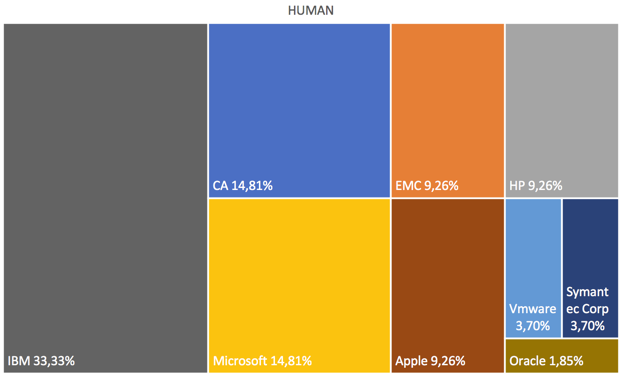 HUMAN
CA 14,81%
EMC 9,26%
HP 9,26%
Vmware
3,70%
Symant
ec Corp
3,70%
IBM 33,33%
Microsoft 14,81%
Apple 9,26%
Oracle 1,85%